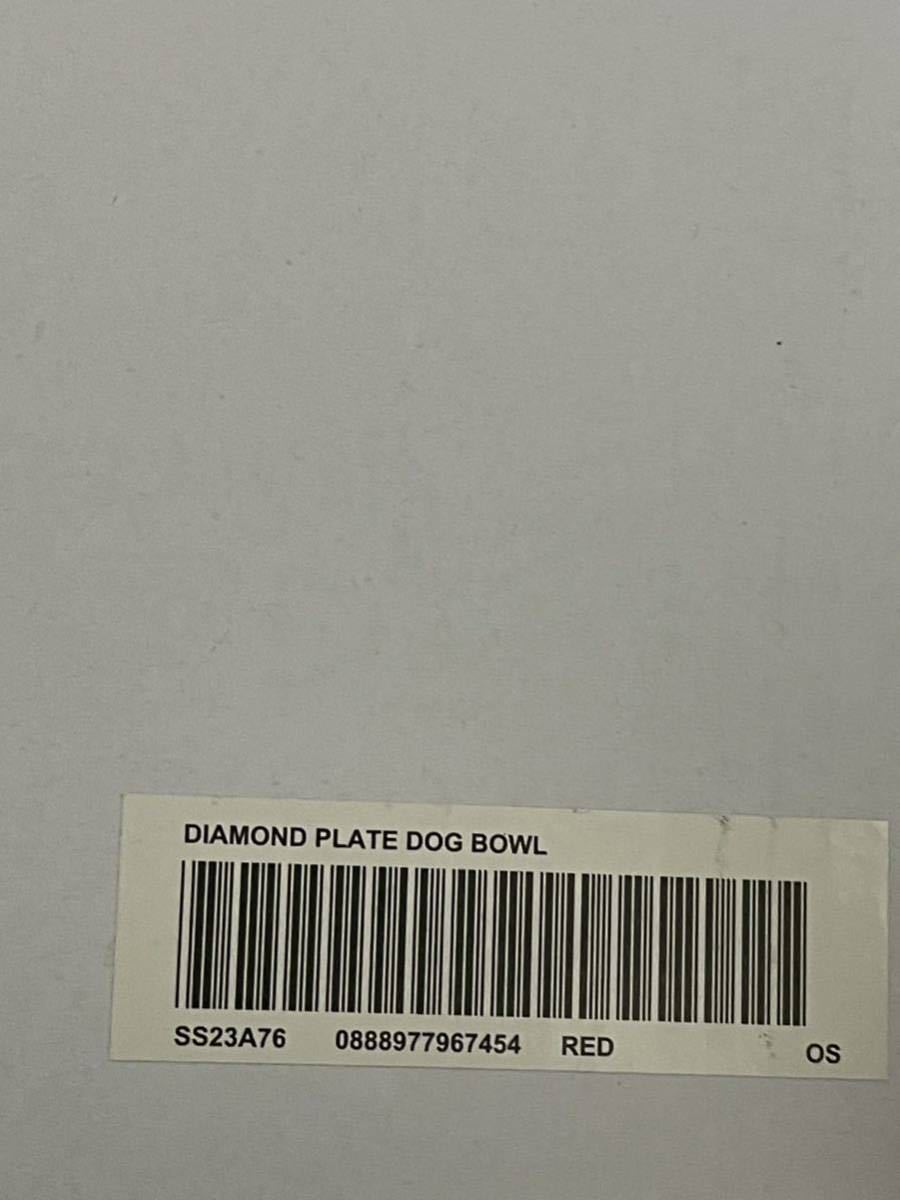 DIAMOND PLATE DOG BOWL
SS23A76 0888977967454 RED OS